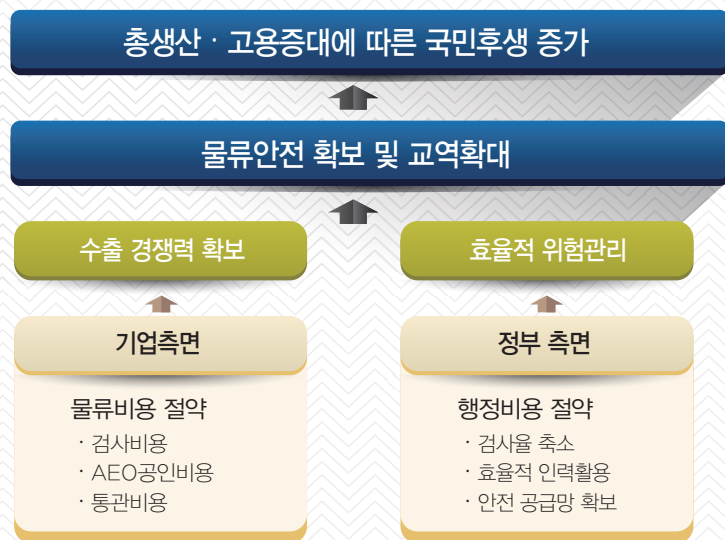 총생산 · 고용증대에 따른 국민후생 증가
물류안전 확보 및 교역확대
수출 경쟁력 확보
효율적 위험관리
기업측면
물류비용 절약
· 검사비용
· AEO공인비용
· 통관비용
정부 측면
행정비용 절약
· 검사율 축소
· 효율적 인력활용
· 안전 공급망 확보